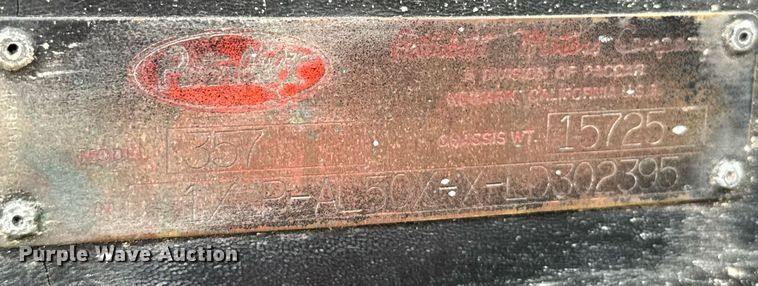 Peterbilt
Peterbilt Motors Company
A DIVISION OF PACCAR
NEWARK, CALIFORNIA U.S.A.
MODEL 357 CHASSIS WT. 15725
Purple Wave Auction